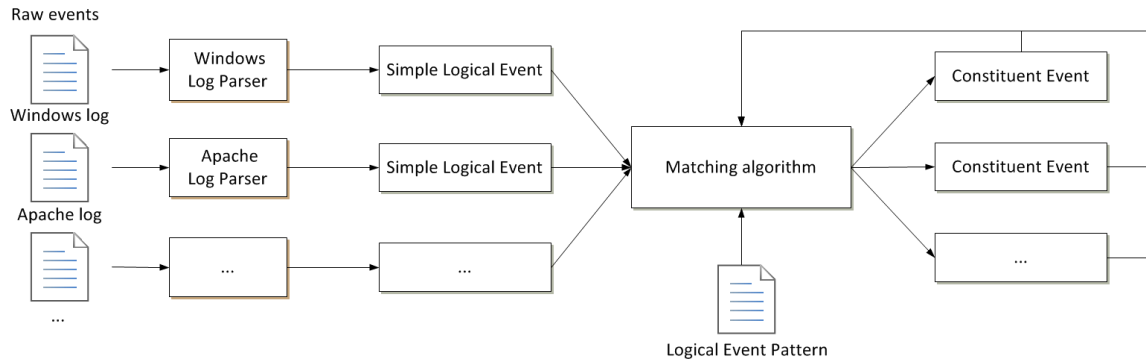 Raw events
Windows log
Windows
Log Parser
Simple Logical Event
Constituent Event
Apache log
Apache
Log Parser
Simple Logical Event
Matching algorithm
Constituent Event
...
...
...
...
Logical Event Pattern